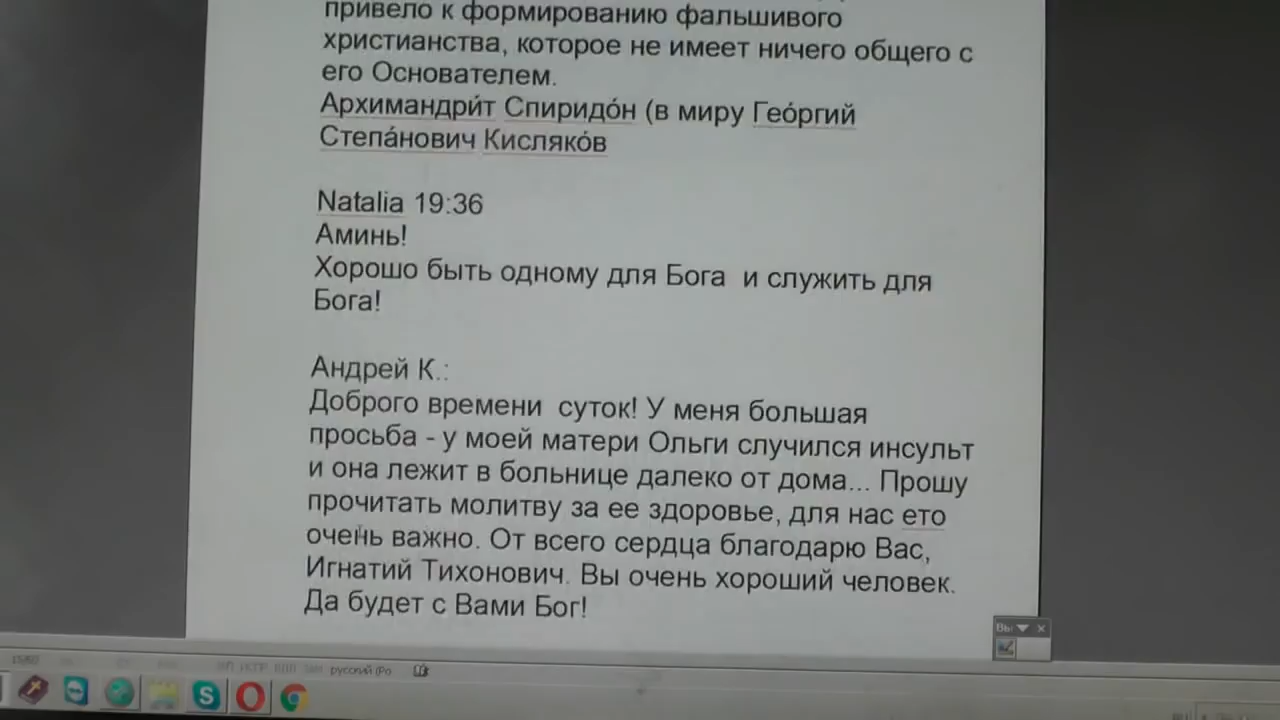 привело к формированию фальшивого
христианства, которое не имеет ничего общего с
его Основателем.
Архимандри́т Спиридо́н (в миру Гео́ргий
Степа́нович Кисляко́в
Natalia 19:36
Аминь!
Хорошо быть одному для Бога и служить для
Бога!
Андрей К.:
Доброго времени суток! У меня большая
просьба - у моей матери Ольги случился инсульт
и она лежит в больнице далеко от дома... Прошу
прочитать молитву за ее здоровье, для нас ето
очень важно. От всего сердца благодарю Вас,
Игнатий Тихонович. Вы очень хороший человек.
Да будет с Вами Бог!
Вы
русский (Ро